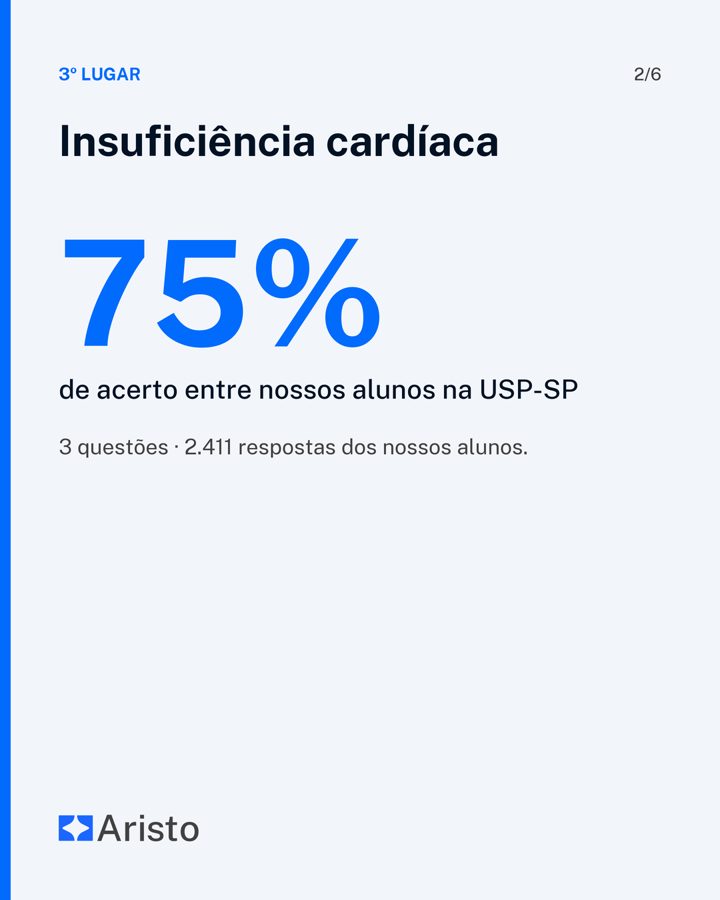 3º LUGAR
2/6
Insuficiência cardíaca
75%
de acerto entre nossos alunos na USP-SP
3 questões · 2.411 respostas dos nossos alunos.
Aristo